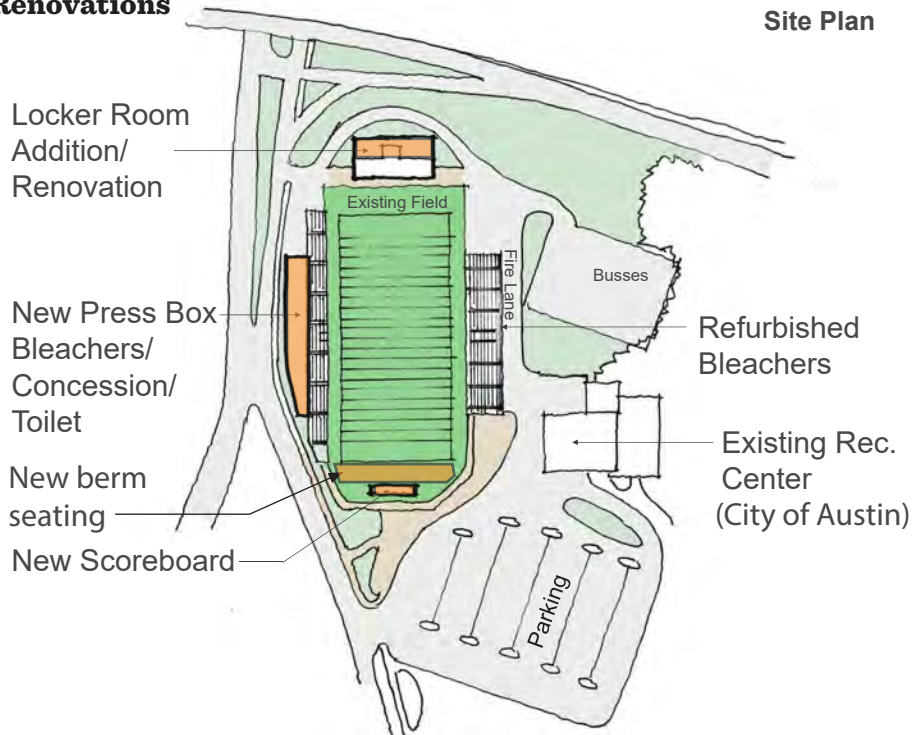 Renovations
Site Plan
Locker Room
Addition/
Renovation
Existing Field
Fire Lane
Busses
New Press Box
Bleachers/
Concession/
Toilet
Refurbished
Bleachers
Existing Rec.
Center
(City of Austin)
New berm
seating
New Scoreboard
Parking